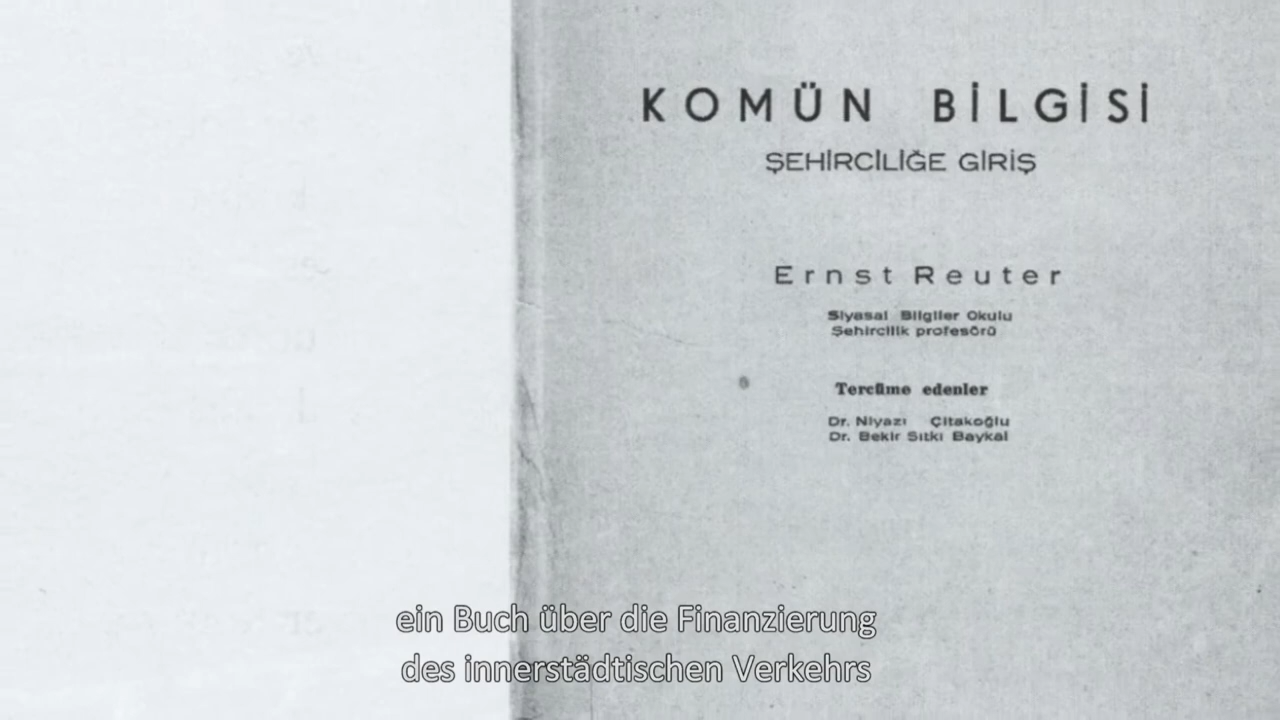 KOMÜN BİLGİSİ
ŞEHİRCİLİĞE GİRİŞ
Ernst Reuter
Siyasal Bilgiler Okulu
Şehircilik profesörü
Tercüme edenler
Dr. Niyazı Çitakoğlu
Dr. Bekir Sıtkı Baykal
ein Buch über die Finanzierung
des innerstädtischen Verkehrs